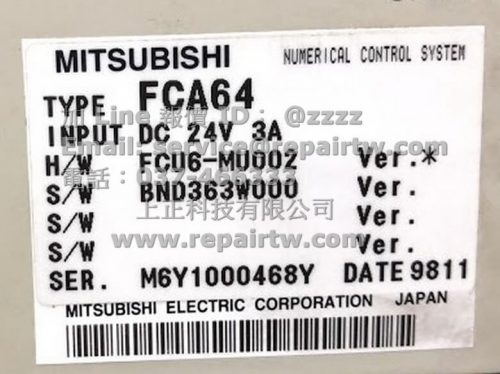 MITSUBISHI NUMERICAL CONTROL SYSTEM
TYPE FCA64
加 Line 報價 ID： @zzzz
INPUT DC 24V 3A
Email: service@repairtw.com
H/W FCU6-MU002 Ver.*
電話：032-466333
S/W BND363W000 Ver.
上正科技有限公司
S/W Ver.
www.repairtw.com
S/W Ver.
SER. M6Y1000468Y DATE 9811
MITSUBISHI ELECTRIC CORPORATION JAPAN